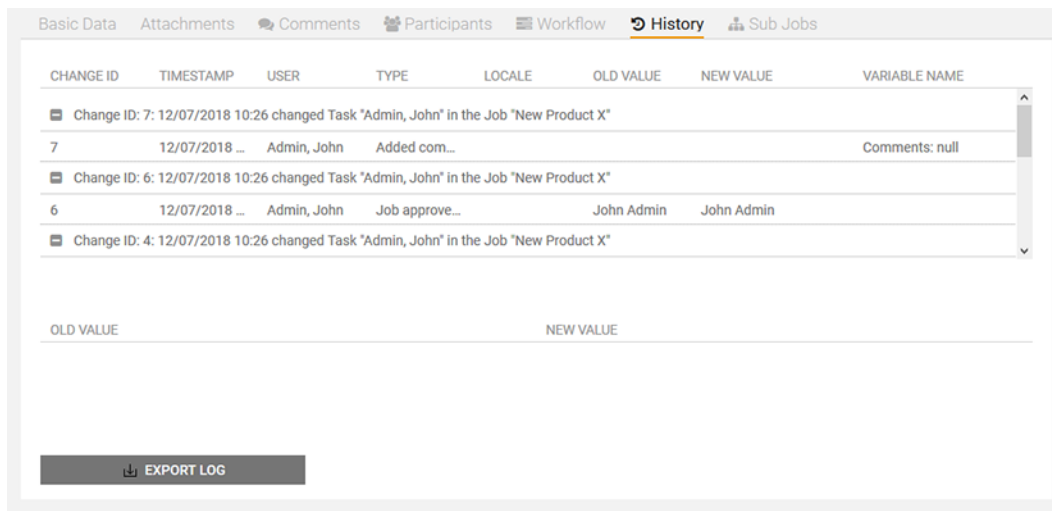 Basic Data Attachments Comments Participants Workflow History Sub Jobs
CHANGE ID TIMESTAMP USER TYPE LOCALE OLD VALUE NEW VALUE VARIABLE NAME
Change ID: 7: 12/07/2018 10:26 changed Task "Admin, John" in the Job "New Product X"
7 12/07/2018 ... Admin, John Added com... Comments: null
Change ID: 6: 12/07/2018 10:26 changed Task "Admin, John" in the Job "New Product X"
6 12/07/2018 ... Admin, John Job approve... John Admin John Admin
Change ID: 4: 12/07/2018 10:26 changed Task "Admin, John" in the Job "New Product X"
OLD VALUE NEW VALUE
EXPORT LOG